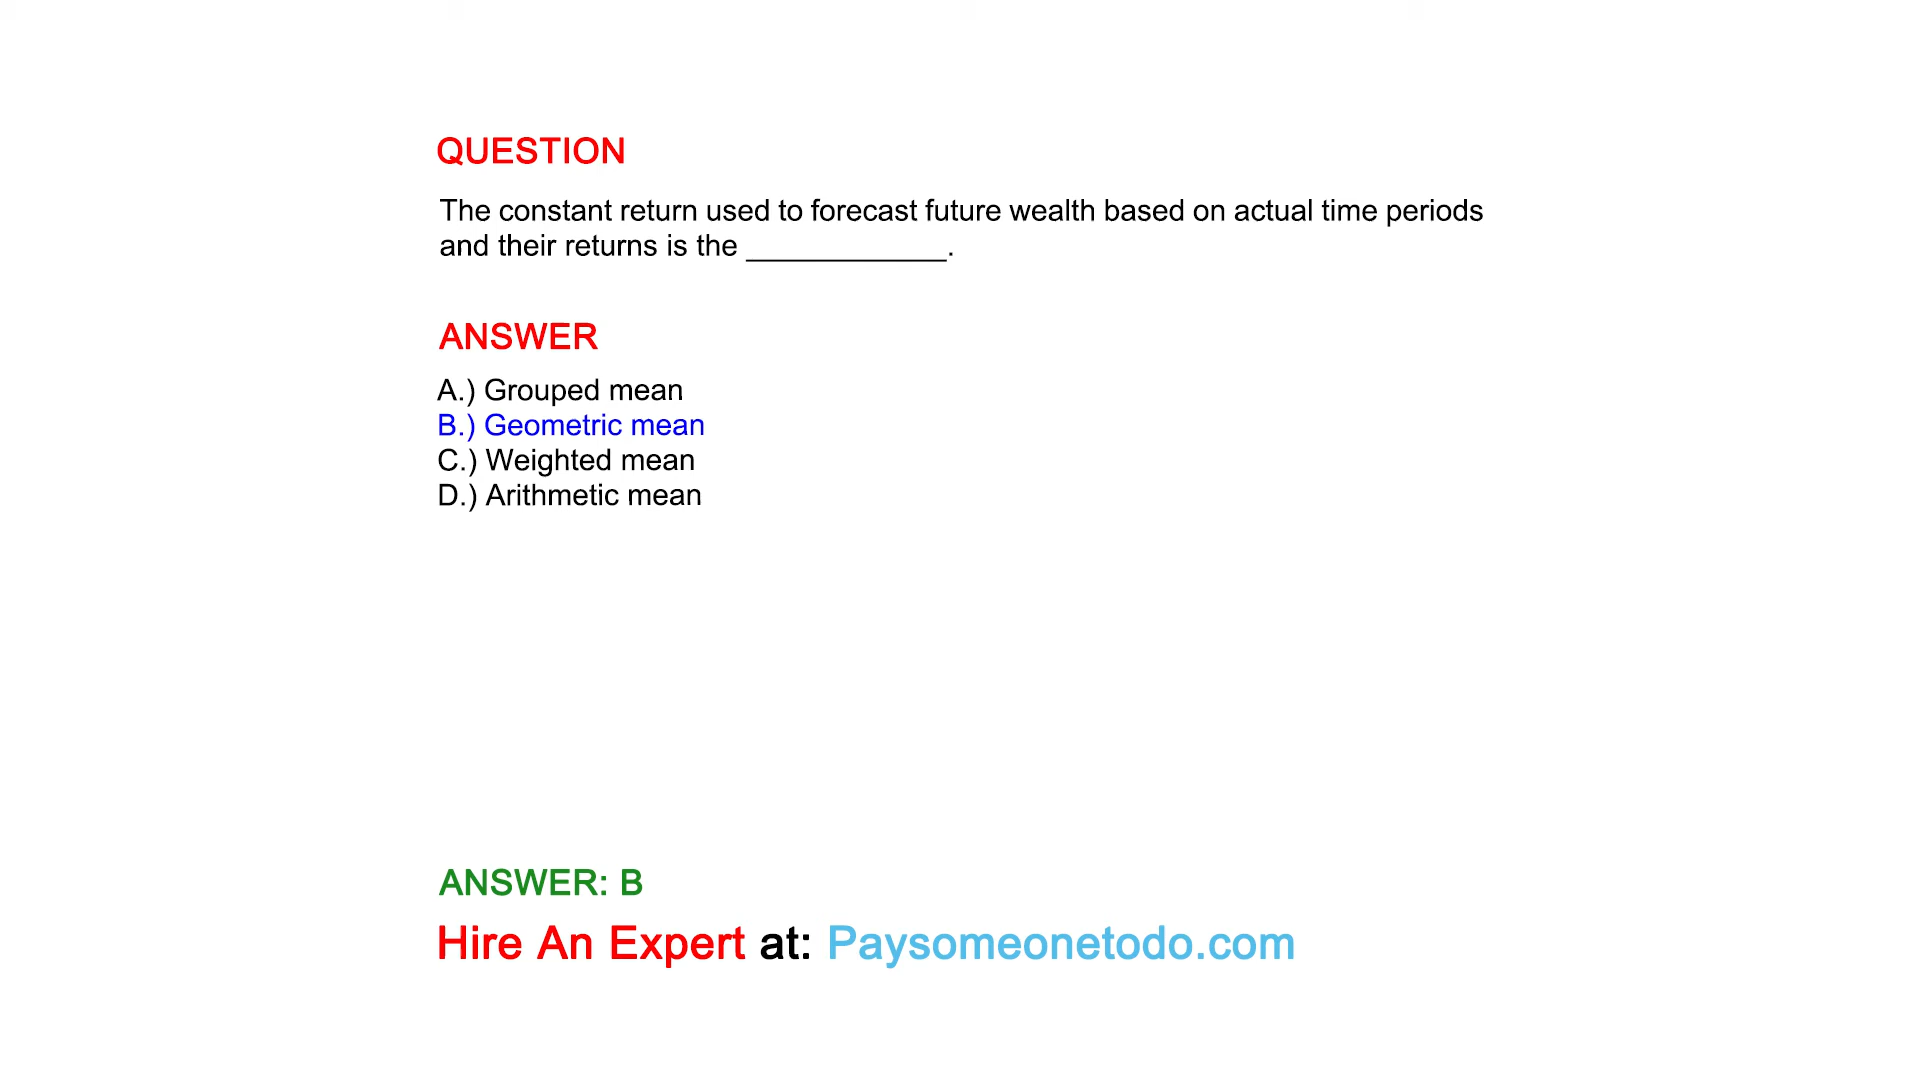 QUESTION
The constant return used to forecast future wealth based on actual time periods
and their returns is the ____________.
ANSWER
A.) Grouped mean
B.) Geometric mean
C.) Weighted mean
D.) Arithmetic mean
ANSWER: B
Hire An Expert at: Paysomeonetodo.com